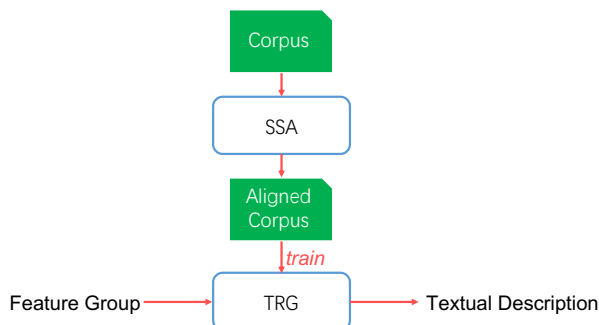 Corpus
SSA
Aligned
Corpus
train
Feature Group
TRG
Textual Description